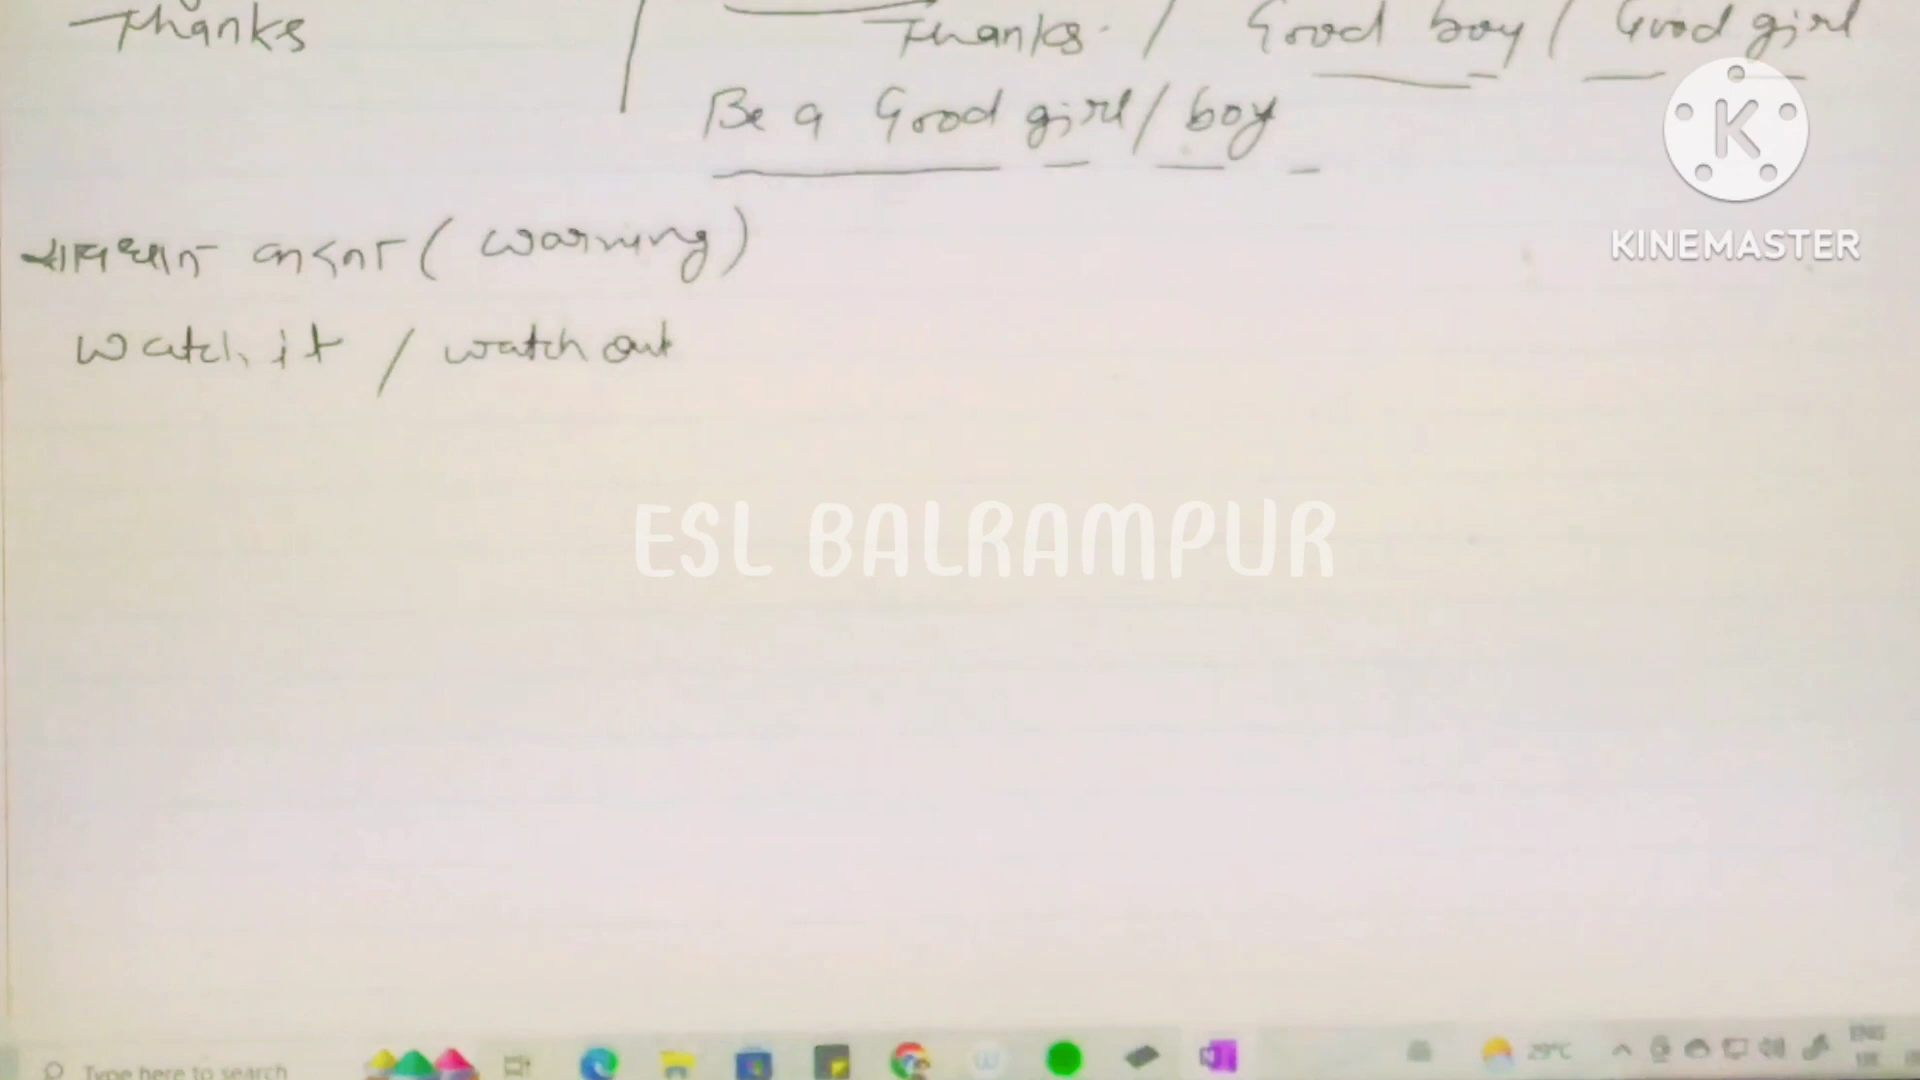 Thanks / Thanks. / Good boy / Good girl
Be a Good girl / boy
KINEMASTER
सावधान करना ( warning )
watch it / watch out
ESL BALRAMPUR
Type here to search
29°C
ENG